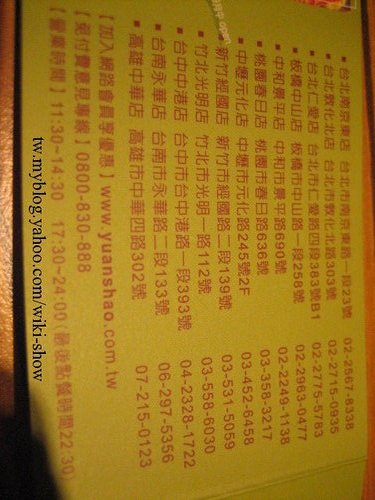 台北南京東店 台北市南京東路一段23號 02-2567-8338
台北敦化北店 台北市敦化北路303號 02-2715-0935
台北仁愛店 台北市仁愛路四段383號B1 02-2775-5783
板橋中山店 板橋市中山路一段258號 02-2963-0477
中和景平店 中和市景平路690號 02-2249-1138
桃園春日店 桃園市春日路636號 03-358-3217
中壢元化店 中壢市元化路245號2F 03-452-6458
新竹經國店 新竹市經國路二段139號 03-531-5059
竹北光明店 竹北市光明一路112號 03-558-6030
台中中港店 台中市台中港路一段393號 04-2328-1722
台南永華店 台南市永華路二段133號 06-297-5356
高雄中華店 高雄市中華四路302號 07-215-0123
【加入網路會員享優惠】www.yuanshao.com.tw
【免付費意見專線】0800-830-888
【營業時間】11:30~14:30 17:30~24:00(最後點餐時間22:30)
tw.myblog.yahoo.com/wiki-show